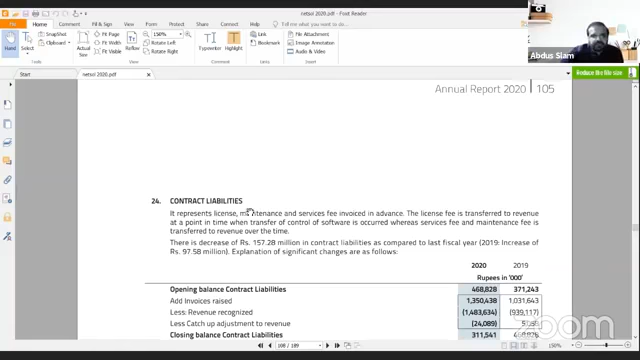 netsol 2020.pdf - Foxit Reader
File Home Comment View Form Protect Share Help Tell me what you want to do...
Hand Select SnapShot Clipboard Actual Size Fit Page Fit Width Reflow 150% Rotate Left Rotate Right Typewriter Highlight Link Bookmark File Attachment Image Annotation Audio & Video
Tools View Comment Links Insert
Abdus Slam
Start netsol 2020.pdf Reduce the file size
Annual Report 2020 105
24. CONTRACT LIABILITIES
It represents license, maintenance and services fee invoiced in advance. The license fee is transferred to revenue
at a point in time when transfer of control of software is occurred whereas services fee and maintenance fee is
transferred to revenue over the time.
There is decrease of Rs. 157.28 million in contract liabilities as compared to last fiscal year (2019: Increase of
Rs. 97.58 million). Explanation of significant changes are as follows:
2020 2019
Rupees in '000'
Opening balance Contract Liabilities 468,828 371,243
Add Invoices raised 1,350,438 1,031,643
Less: Revenue recognized (1,483,634) (939,117)
Less Catch up adjustment to revenue (24,089)
Closing balance Contract Liabilities 311,541
zoom
108 / 189 150%